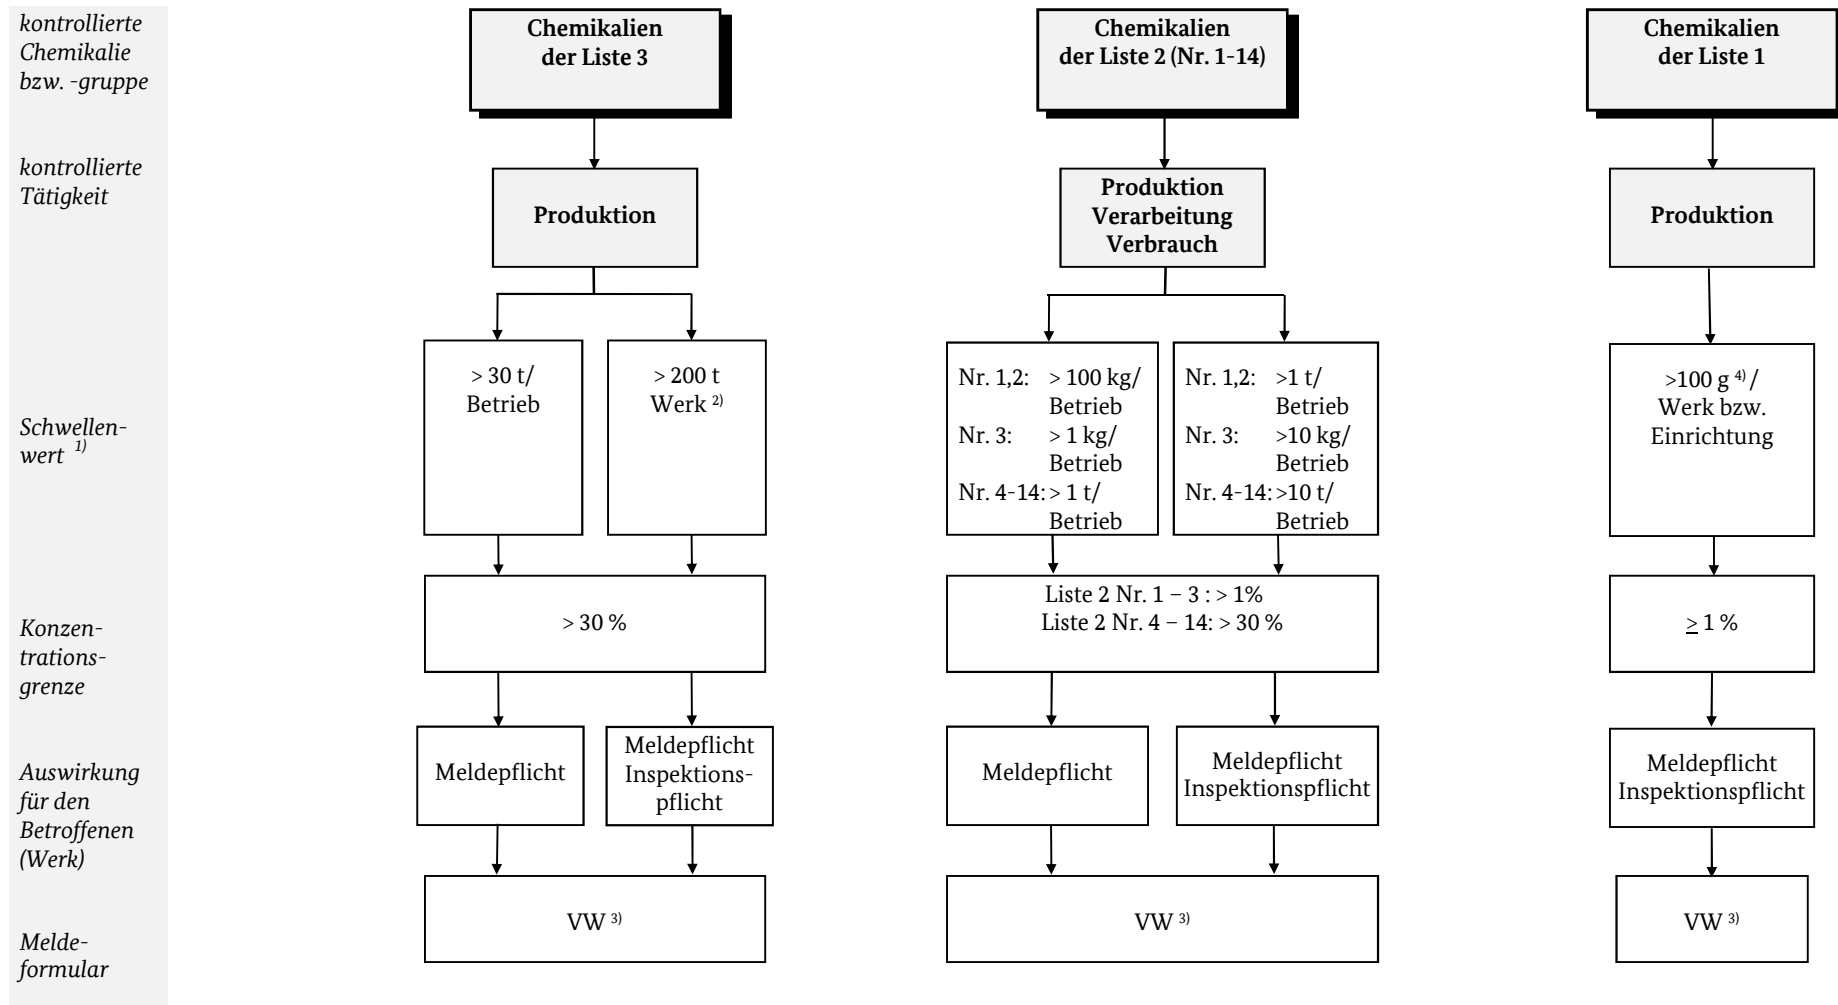 kontrollierte
Chemikalie
bzw. -gruppe
Chemikalien
der Liste 3
Chemikalien
der Liste 2 (Nr. 1-14)
Chemikalien
der Liste 1
kontrollierte
Tätigkeit
Produktion
Produktion
Verarbeitung
Verbrauch
Produktion
Schwellen-
wert 1)
> 30 t/
Betrieb
> 200 t
Werk 2)
Nr. 1,2: > 100 kg/
Betrieb
Nr. 3: > 1 kg/
Betrieb
Nr. 4-14: > 1 t/
Betrieb
Nr. 1,2: >1 t/
Betrieb
Nr. 3: >10 kg/
Betrieb
Nr. 4-14: >10 t/
Betrieb
>100 g 4) /
Werk bzw.
Einrichtung
Konzen-
trations-
grenze
> 30 %
Liste 2 Nr. 1 – 3 : > 1%
Liste 2 Nr. 4 – 14: > 30 %
≥ 1 %
Auswirkung
für den
Betroffenen
(Werk)
Meldepflicht
Meldepflicht
Inspektions-
pflicht
Meldepflicht
Meldepflicht
Inspektionspflicht
Meldepflicht
Inspektionspflicht
Melde-
formular
VW 3)
VW 3)
VW 3)